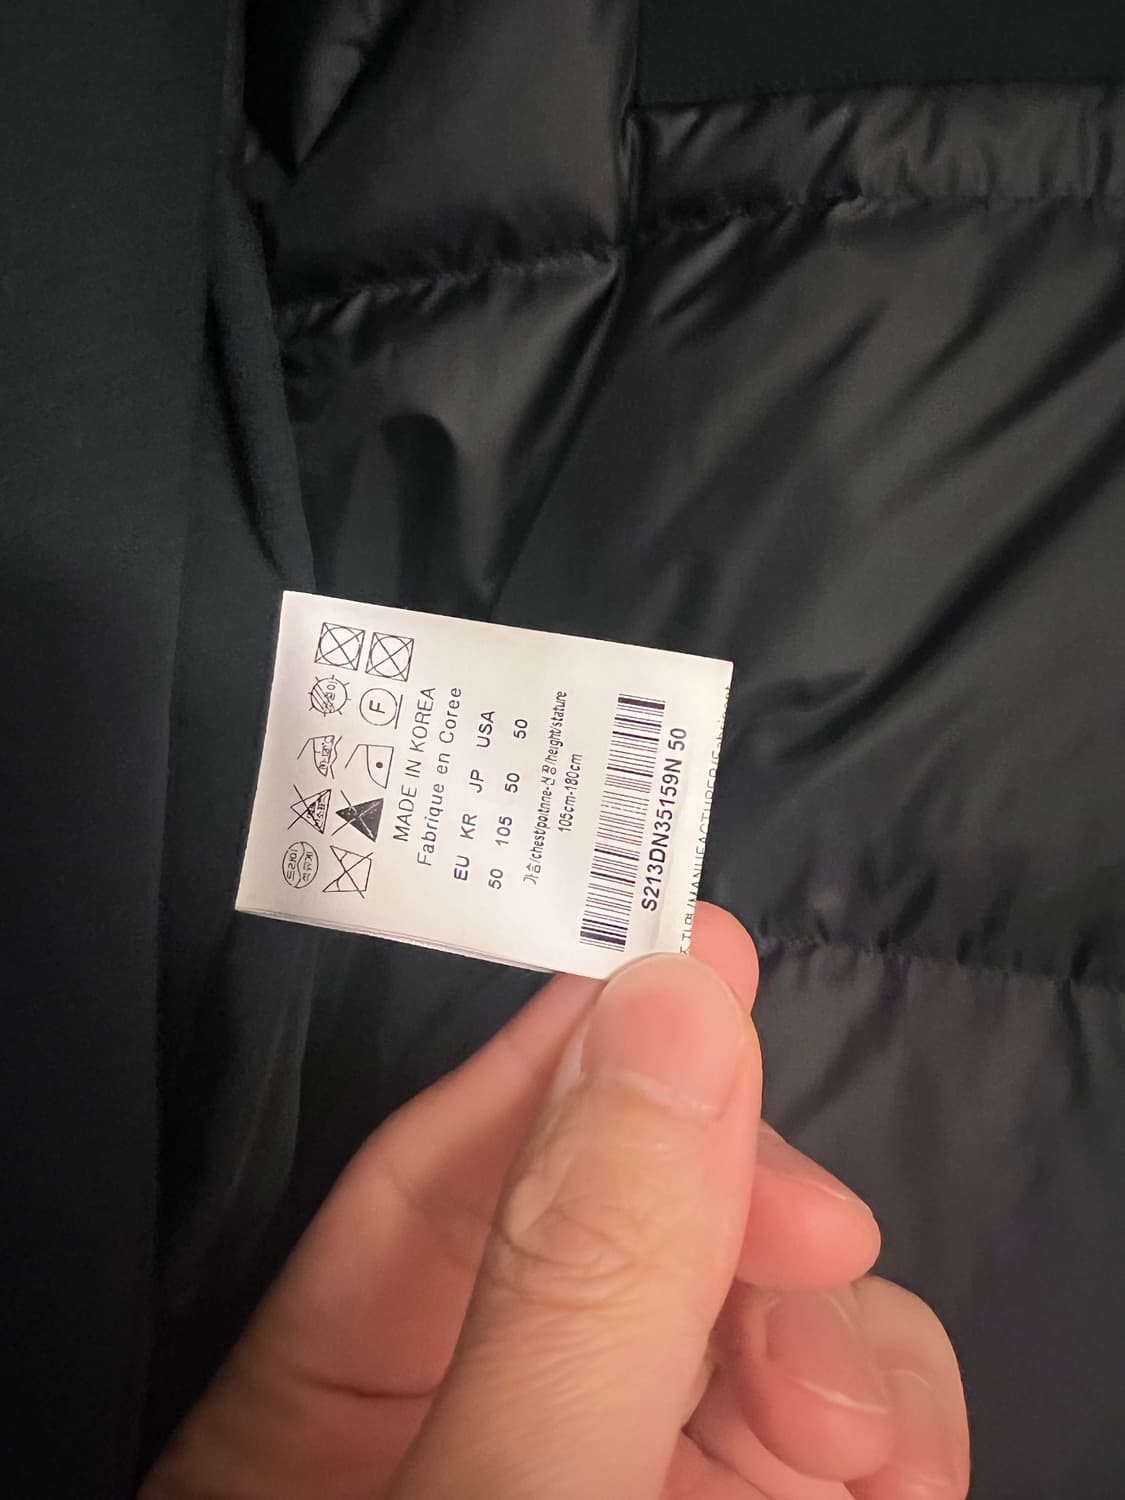 F
MADE IN KOREA
Fabrique en Coree
EU KR JP USA
50 105 50 50
가슴/chest/poitrine-신장/height/stature
105cm-180cm
S213DN35159N 50